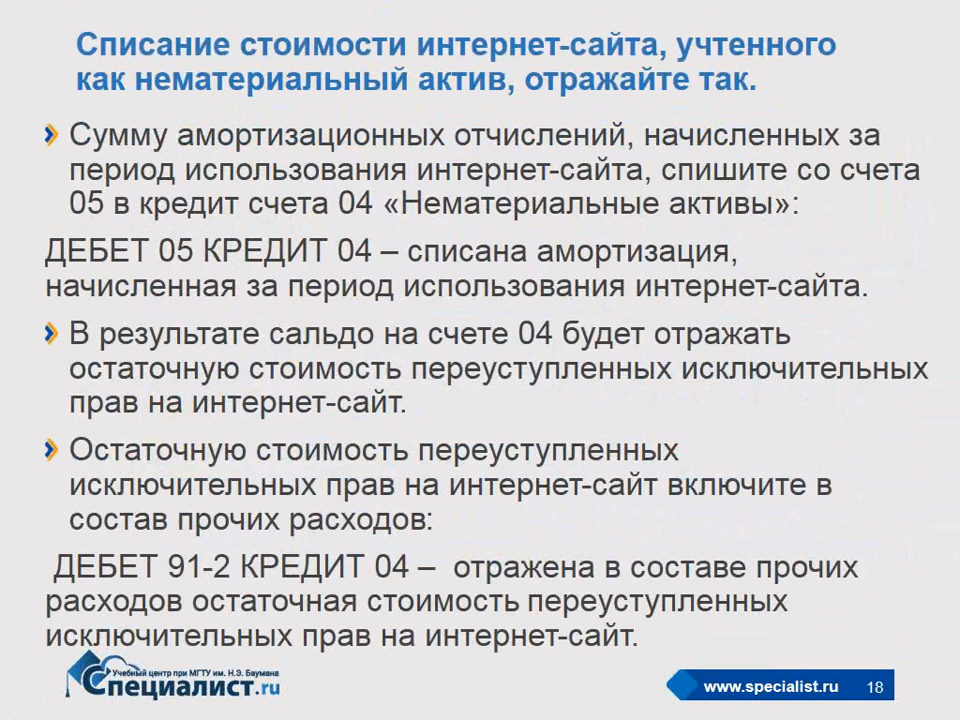 Списание стоимости интернет-сайта, учтенного
как нематериальный актив, отражайте так.
Сумму амортизационных отчислений, начисленных за
период использования интернет-сайта, спишите со счета
05 в кредит счета 04 «Нематериальные активы»:
ДЕБЕТ 05 КРЕДИТ 04 – списана амортизация,
начисленная за период использования интернет-сайта.
В результате сальдо на счете 04 будет отражать
остаточную стоимость переуступленных исключительных
прав на интернет-сайт.
Остаточную стоимость переуступленных
исключительных прав на интернет-сайт включите в
состав прочих расходов:
ДЕБЕТ 91-2 КРЕДИТ 04 – отражена в составе прочих
расходов остаточная стоимость переуступленных
исключительных прав на интернет-сайт.
Учебный центр при МГТУ им. Н.Э. Баумана
Специалист.ru
www.specialist.ru 18